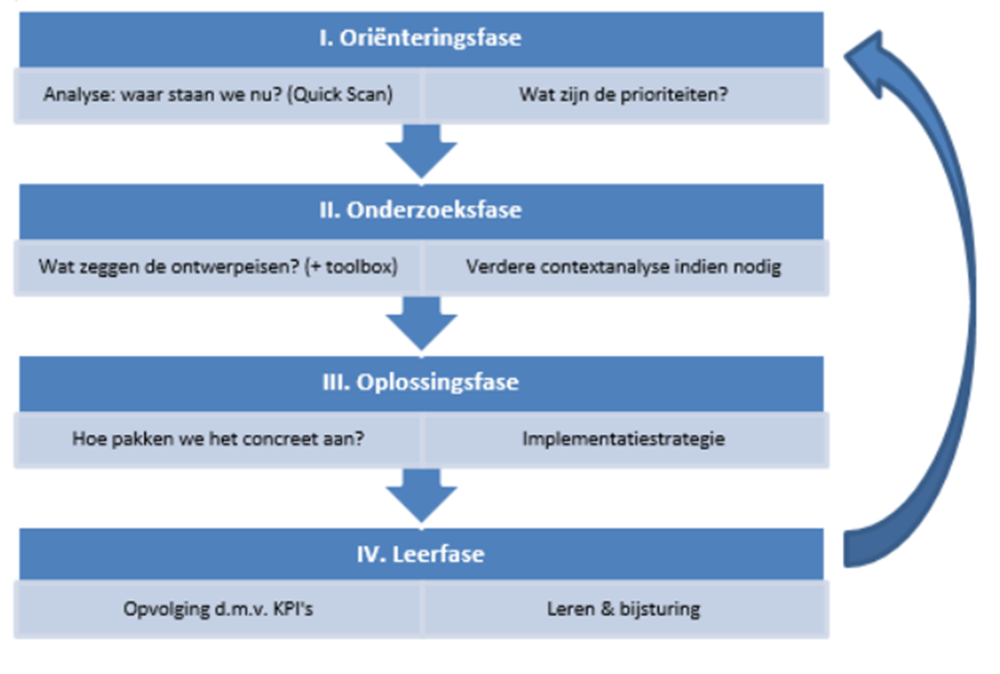 I. Oriënteringsfase
Analyse: waar staan we nu? (Quick Scan)
Wat zijn de prioriteiten?
II. Onderzoeksfase
Wat zeggen de ontwerpeisen? (+ toolbox)
Verdere contextanalyse indien nodig
III. Oplossingsfase
Hoe pakken we het concreet aan?
Implementatiestrategie
IV. Leerfase
Opvolging d.m.v. KPI's
Leren & bijsturing